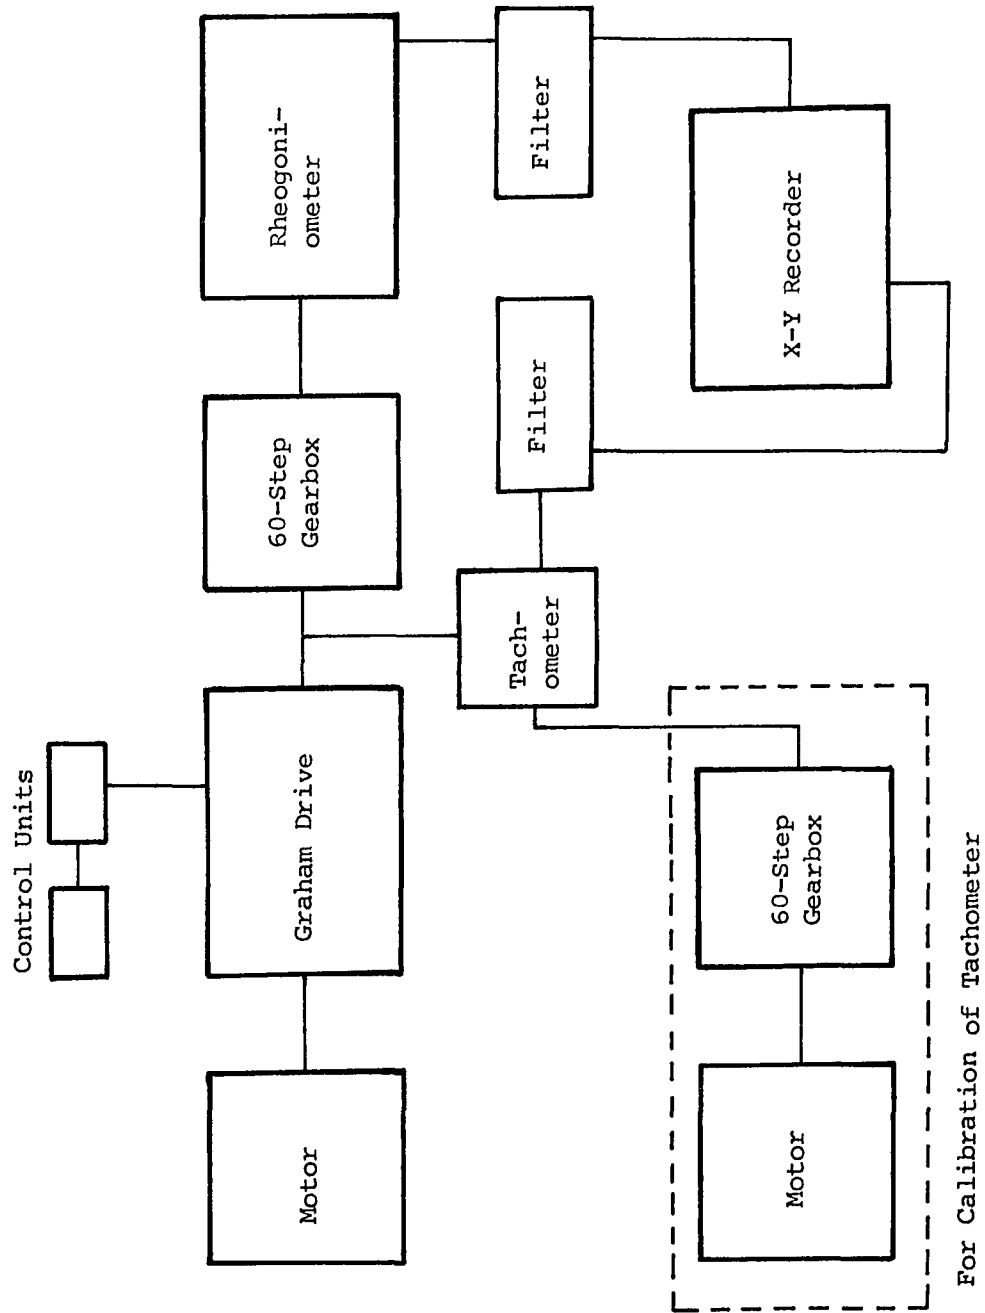 Control Units
Motor
Graham Drive
60-Step
Gearbox
Rheogoni-
ometer
Tach-
ometer
Filter
Filter
Motor
60-Step
Gearbox
X-Y Recorder
For Calibration of Tachometer